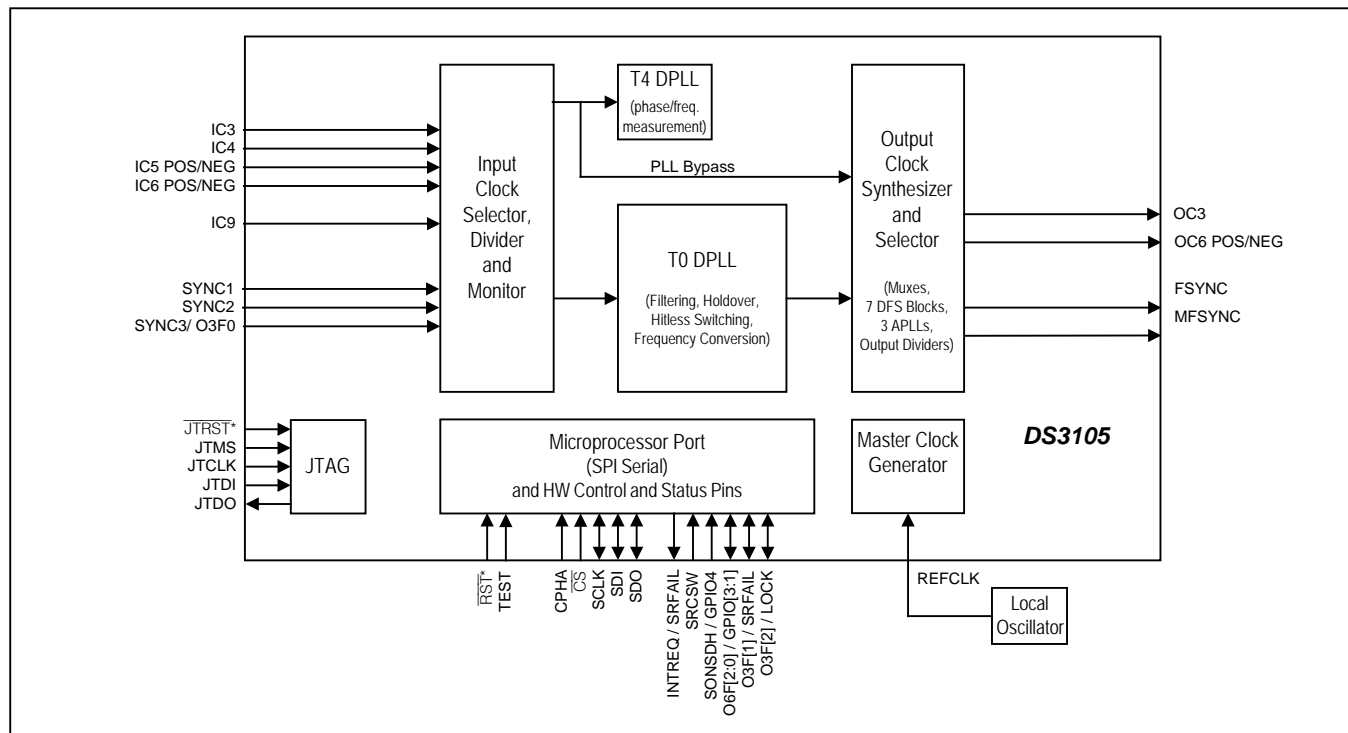 IC3
IC4
IC5 POS/NEG
IC6 POS/NEG
IC9
SYNC1
SYNC2
SYNC3/ O3F0
Input
Clock
Selector,
Divider
and
Monitor
T4 DPLL
(phase/freq.
measurement)
PLL Bypass
T0 DPLL
(Filtering, Holdover,
Hitless Switching,
Frequency Conversion)
Output
Clock
Synthesizer
and
Selector
(Muxes,
7 DFS Blocks,
3 APLLs,
Output Dividers)
OC3
OC6 POS/NEG
FSYNC
MFSYNC
JTRST*
JTMS
JTCLK
JTDI
JTDO
JTAG
Microprocessor Port
(SPI Serial)
and HW Control and Status Pins
Master Clock
Generator
DS3105
RST*
TEST
CPHA
CS
SCLK
SDI
SDO
INTREQ / SRFAIL
SRCSW
SONSDH / GPIO4
O6F[2:0] / GPIO[3:1]
O3F[1] / SRFAIL
O3F[2] / LOCK
REFCLK
Local
Oscillator